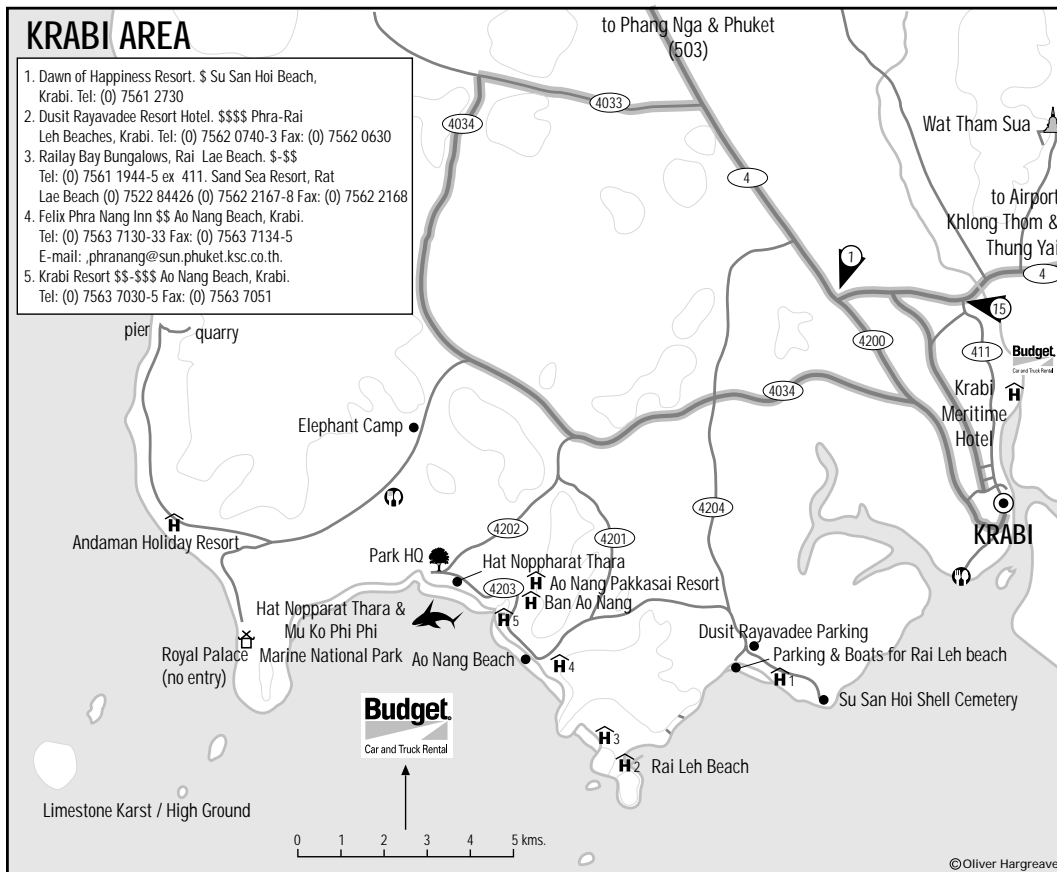 KRABI AREA
1. Dawn of Happiness Resort. $ Su San Hoi Beach,
Krabi. Tel: (0) 7561 2730
2. Dusit Rayavadee Resort Hotel. $$$$ Phra-Rai
Leh Beaches, Krabi. Tel: (0) 7562 0740-3 Fax: (0) 7562 0630
3. Railay Bay Bungalows, Rai Lae Beach. $-$$
Tel: (0) 7561 1944-5 ex 411. Sand Sea Resort, Rat
Lae Beach (0) 7522 84426 (0) 7562 2167-8 Fax: (0) 7562 2168
4. Felix Phra Nang Inn $$ Ao Nang Beach, Krabi.
Tel: (0) 7563 7130-33 Fax: (0) 7563 7134-5
E-mail: ,phranang@sun.phuket.ksc.co.th.
5. Krabi Resort $$-$$$ Ao Nang Beach, Krabi.
Tel: (0) 7563 7030-5 Fax: (0) 7563 7051
to Phang Nga & Phuket
(503)
4033
4034
Wat Tham Sua
4
to Airport
Khlong Thom &
Thung Yai
1
4
15
pier
quarry
4200
411
Budget
Car and Truck Rental
H
4034
Krabi
Meritime
Hotel
Elephant Camp
4204
H
Andaman Holiday Resort
4202
4201
KRABI
Park HQ
Hat Noppharat Thara
4203
H Ao Nang Pakkasai Resort
H Ban Ao Nang
Hat Nopparat Thara &
Mu Ko Phi Phi
Marine National Park
H5
Royal Palace
(no entry)
Ao Nang Beach
H4
Dusit Rayavadee Parking
Parking & Boats for Rai Leh beach
H1
Su San Hoi Shell Cemetery
Budget
Car and Truck Rental
H3
H2
Rai Leh Beach
Limestone Karst / High Ground
0 1 2 3 4 5 kms.
© Oliver Hargreave